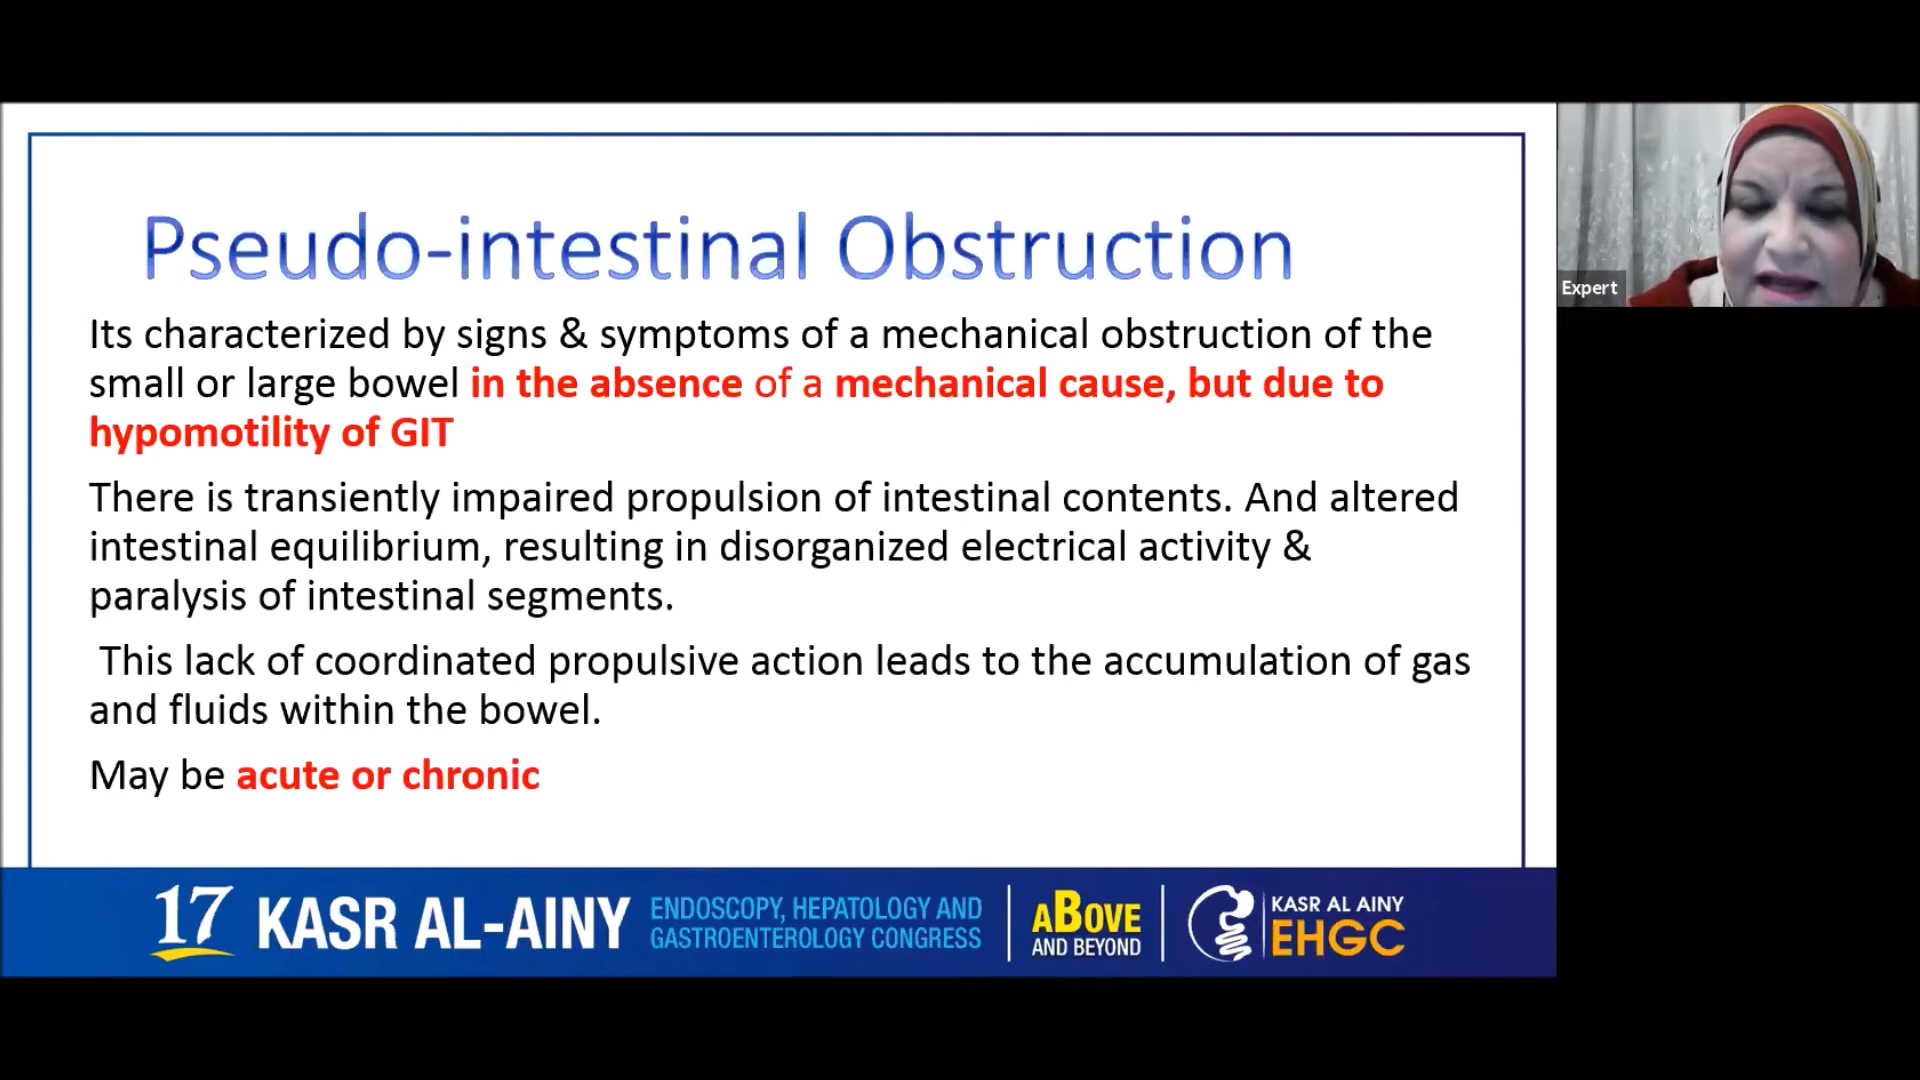 Pseudo-intestinal Obstruction
Its characterized by signs & symptoms of a mechanical obstruction of the
small or large bowel in the absence of a mechanical cause, but due to
hypomotility of GIT
There is transiently impaired propulsion of intestinal contents. And altered
intestinal equilibrium, resulting in disorganized electrical activity &
paralysis of intestinal segments.
This lack of coordinated propulsive action leads to the accumulation of gas
and fluids within the bowel.
May be acute or chronic
Expert
17 KASR AL-AINY
ENDOSCOPY, HEPATOLOGY AND
GASTROENTEROLOGY CONGRESS
ABOVE
AND BEYOND
KASR AL AINY
EHGC